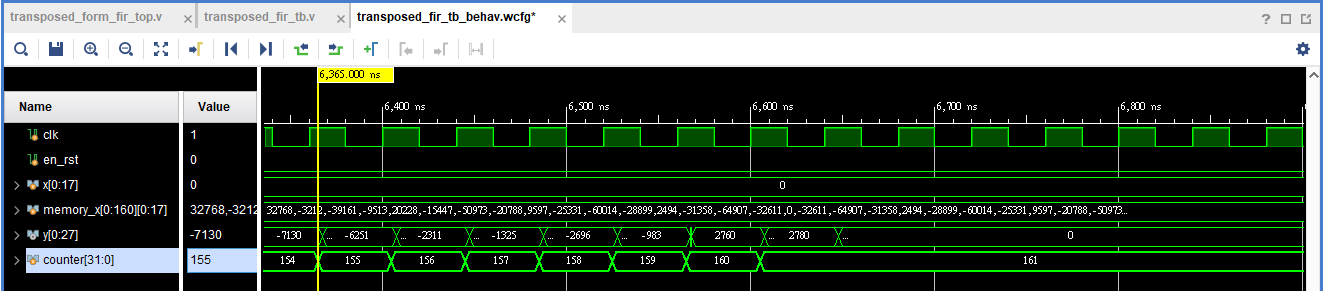 transposed_form_fir_top.v × transposed_fir_tb.v × transposed_fir_tb_behav.wcfg* ×
6,365.000 ns
Name Value
6,400 ns 6,500 ns 6,600 ns 6,700 ns 6,800 ns
clk 1
en_rst 0
x[0:17] 0 0
memory_x[0:160][0:17] 32768,-3212 32768,-3212,-39161,-9513,20228,-15447,-50973,-20788,9597,-25331,-60014,-28899,2494,-31358,-64907,-32611,0,-32611,-64907,-31358,2494,-28899,-60014,-25331,9597,-20788,-50973...
y[0:27] -7130 -7130 ... -6251 ... -2311 ... -1325 ... -2696 ... -983 2760 ... 2780 ... 0
counter[31:0] 155 154 155 156 157 158 159 160 161